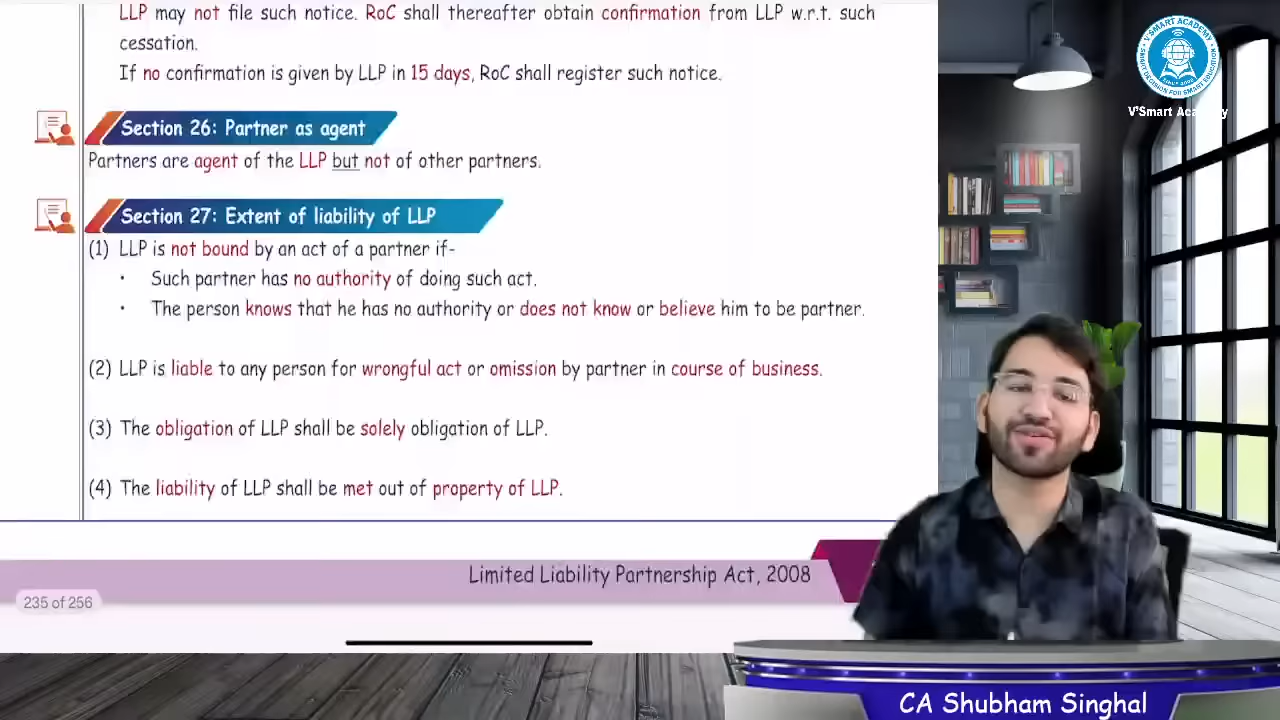 LLP may not file such notice. RoC shall thereafter obtain confirmation from LLP w.r.t. such
cessation.
If no confirmation is given by LLP in 15 days, RoC shall register such notice.
Section 26: Partner as agent
Partners are agent of the LLP but not of other partners.
Section 27: Extent of liability of LLP
(1) LLP is not bound by an act of a partner if-
• Such partner has no authority of doing such act.
• The person knows that he has no authority or does not know or believe him to be partner.
(2) LLP is liable to any person for wrongful act or omission by partner in course of business.
(3) The obligation of LLP shall be solely obligation of LLP.
(4) The liability of LLP shall be met out of property of LLP.
Limited Liability Partnership Act, 2008
235 of 256
V'SMART ACADEMY
SMART DECISION FOR SMART EDUCATION
V'Smart Academy
CA Shubham Singhal